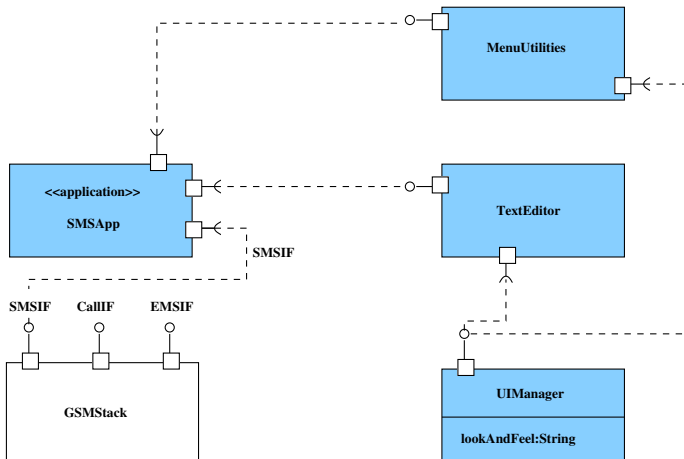 MenuUtilities
<<application>>
SMSApp
TextEditor
SMSIF
SMSIF CallIF EMSIF
GSMStack
UIManager
lookAndFeel:String